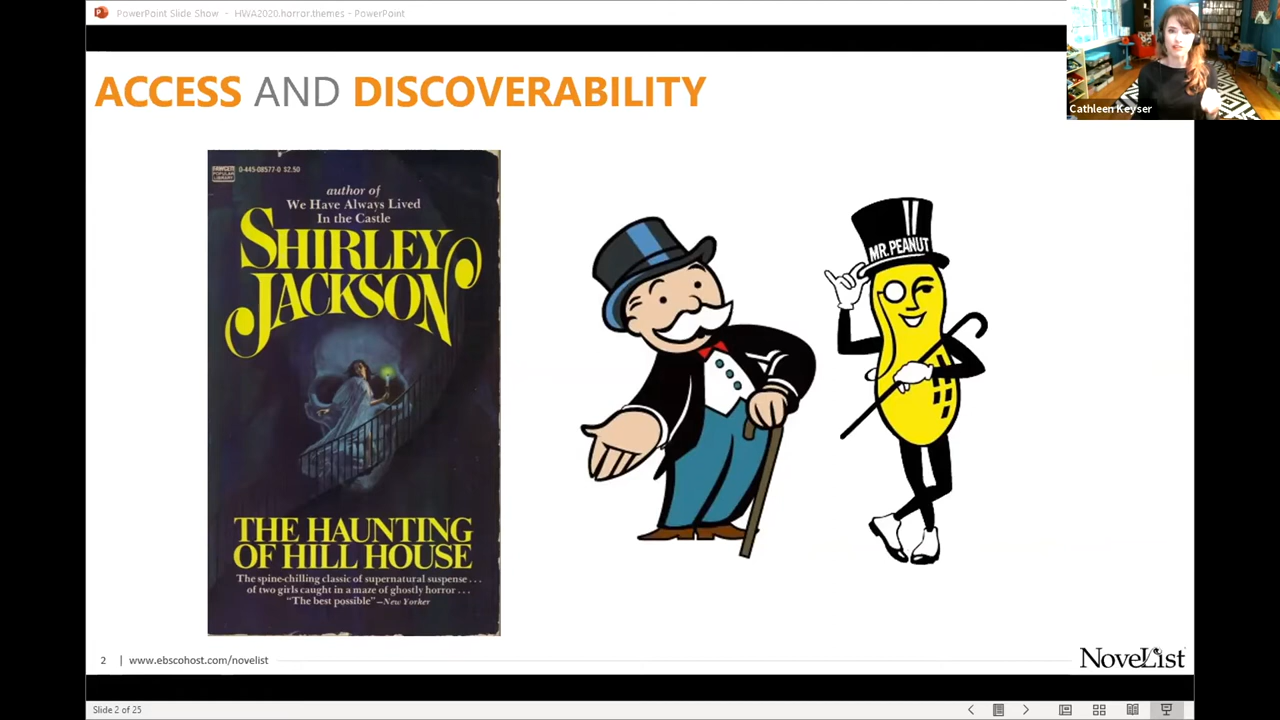 PowerPoint Slide Show - HWA2020.horror.themes - PowerPoint
Cathleen Keyser
ACCESS AND DISCOVERABILITY
FAWCETT
POPULAR
LIBRARY
0-445-08577-0 $2.50
author of
We Have Always Lived
In the Castle
SHIRLEY
JACKSON
THE HAUNTING
OF HILL HOUSE
The spine-chilling classic of supernatural suspense . . .
of two girls caught in a maze of ghostly horror . . .
"The best possible"—New Yorker
MR. PEANUT
2 | www.ebscohost.com/novelist
NoveList
Slide 2 of 25